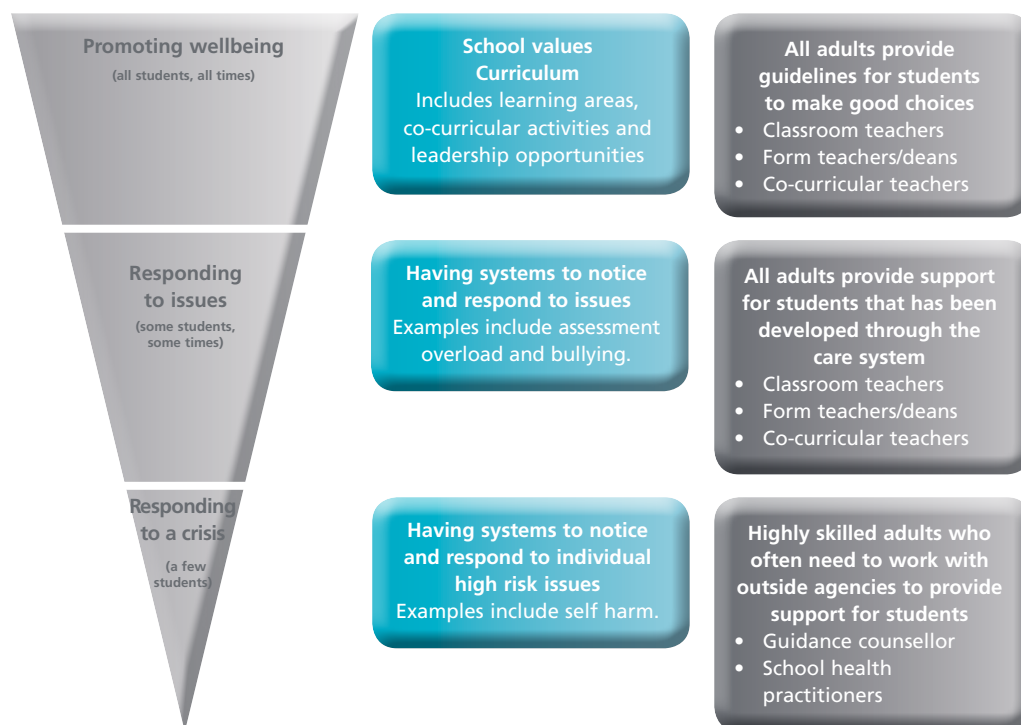 Promoting wellbeing
(all students, all times)
School values
Curriculum
Includes learning areas,
co-curricular activities and
leadership opportunities
All adults provide
guidelines for students
to make good choices
• Classroom teachers
• Form teachers/deans
• Co-curricular teachers
Responding
to issues
(some students,
some times)
Having systems to notice
and respond to issues
Examples include assessment
overload and bullying.
All adults provide support
for students that has been
developed through the
care system
• Classroom teachers
• Form teachers/deans
• Co-curricular teachers
Responding
to a crisis
(a few
students)
Having systems to notice
and respond to individual
high risk issues
Examples include self harm.
Highly skilled adults who
often need to work with
outside agencies to provide
support for students
• Guidance counsellor
• School health
practitioners